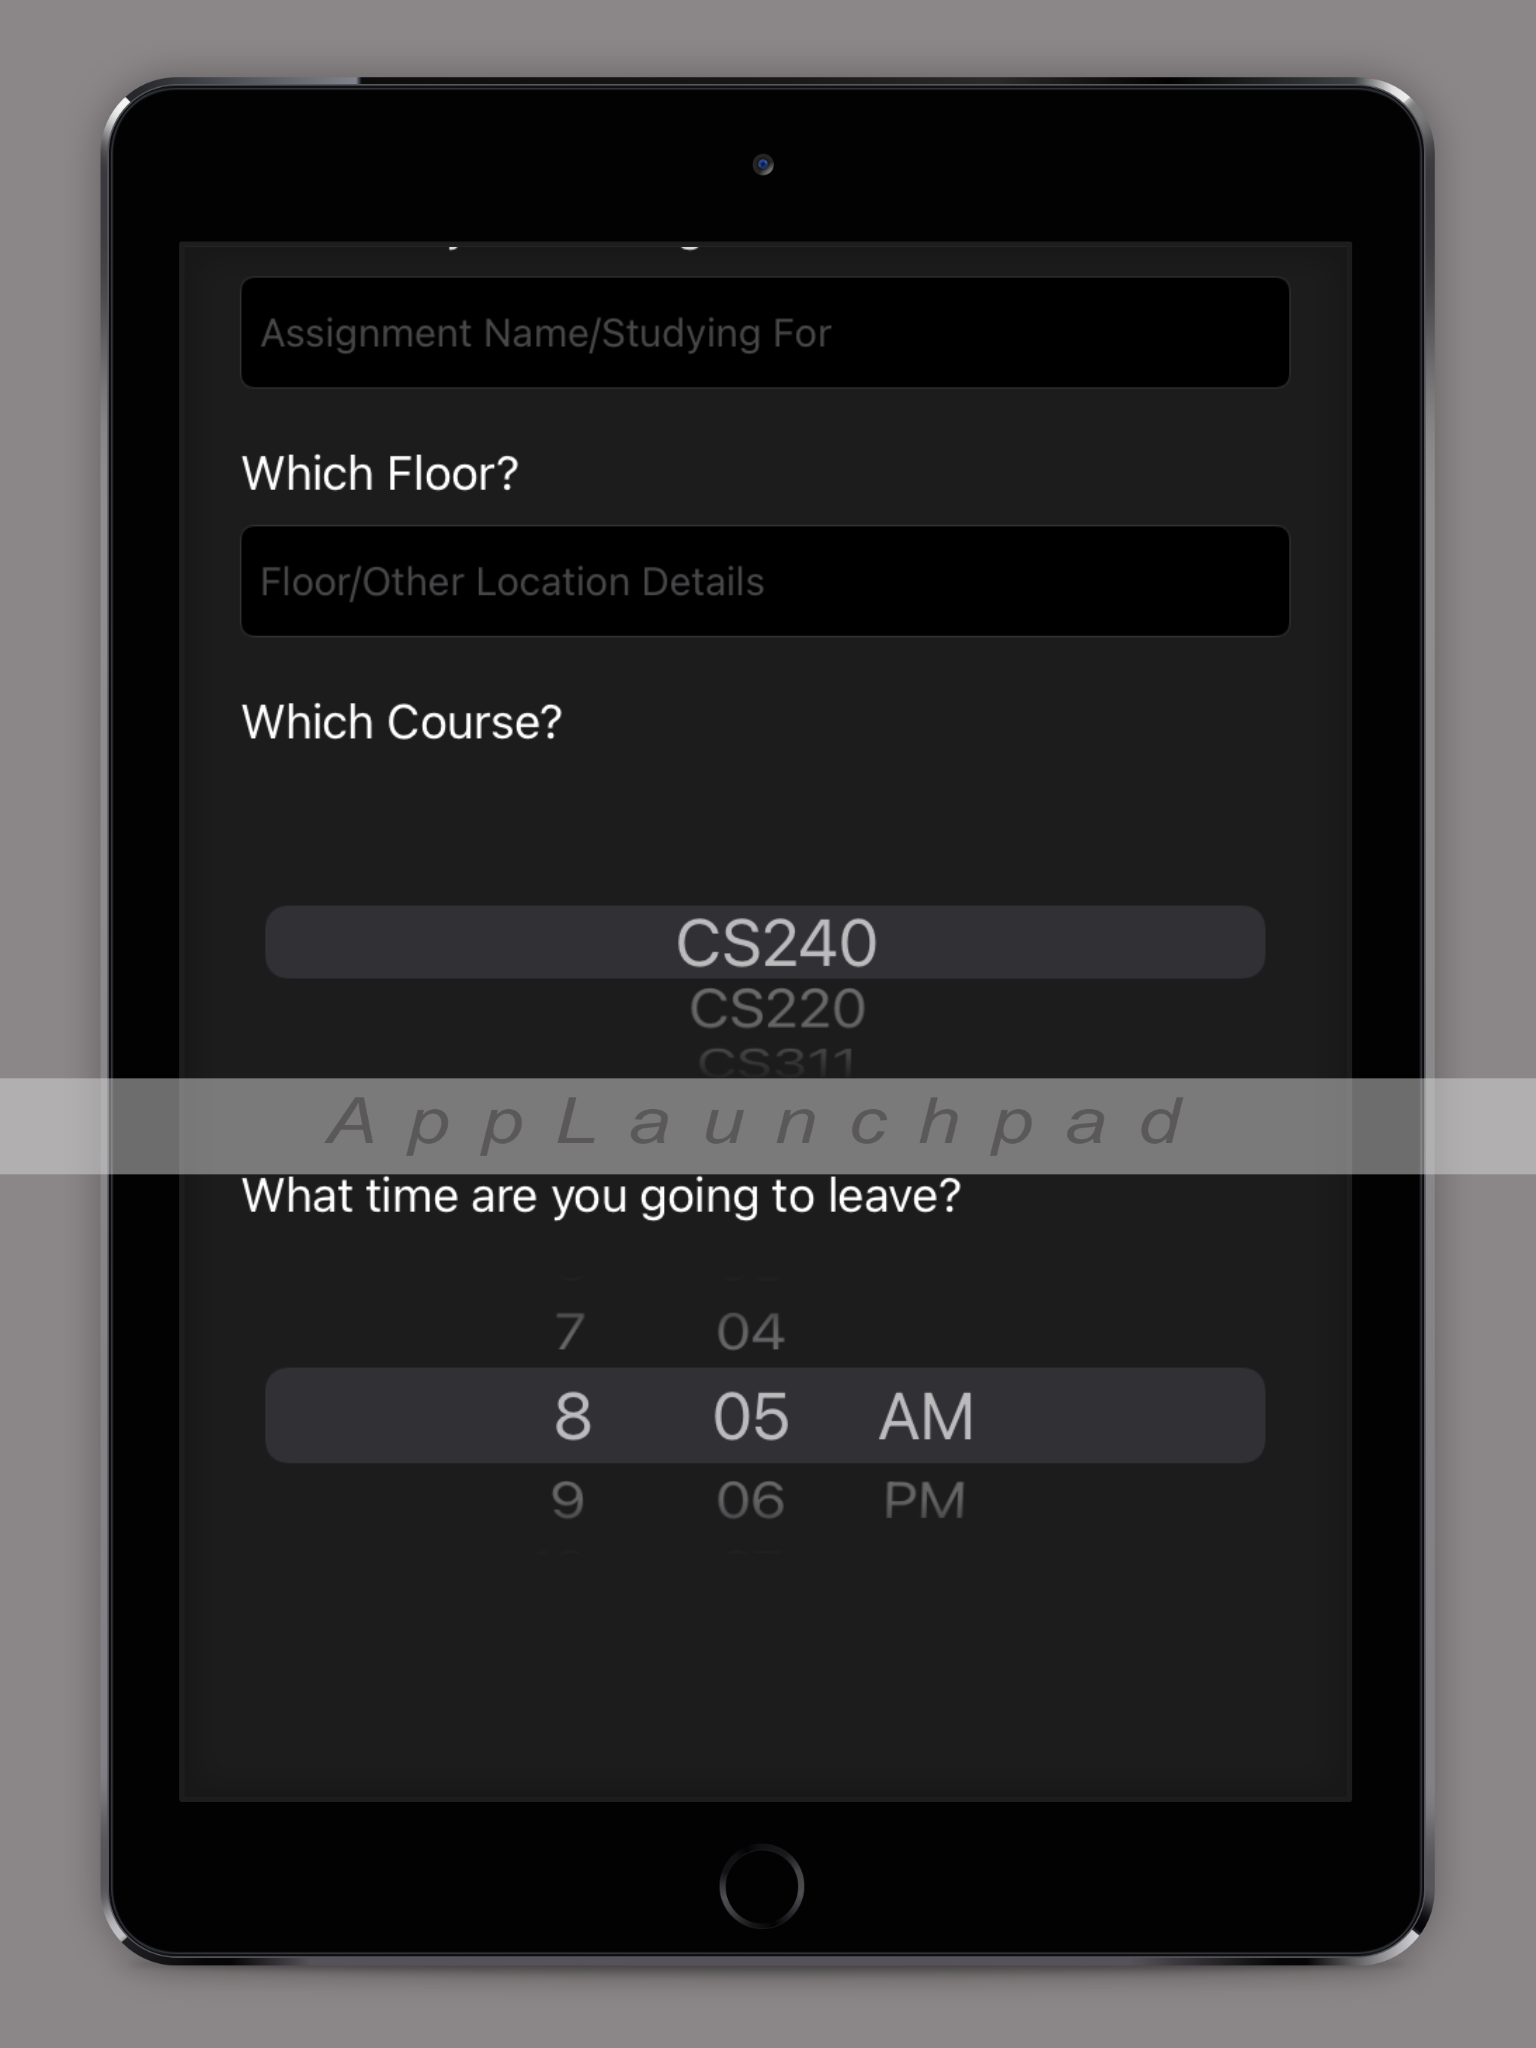 Assignment Name/Studying For
Which Floor?
Floor/Other Location Details
Which Course?
CS240
CS220
CS311
AppLaunchpad
What time are you going to leave?
7 04
8 05 AM
9 06 PM